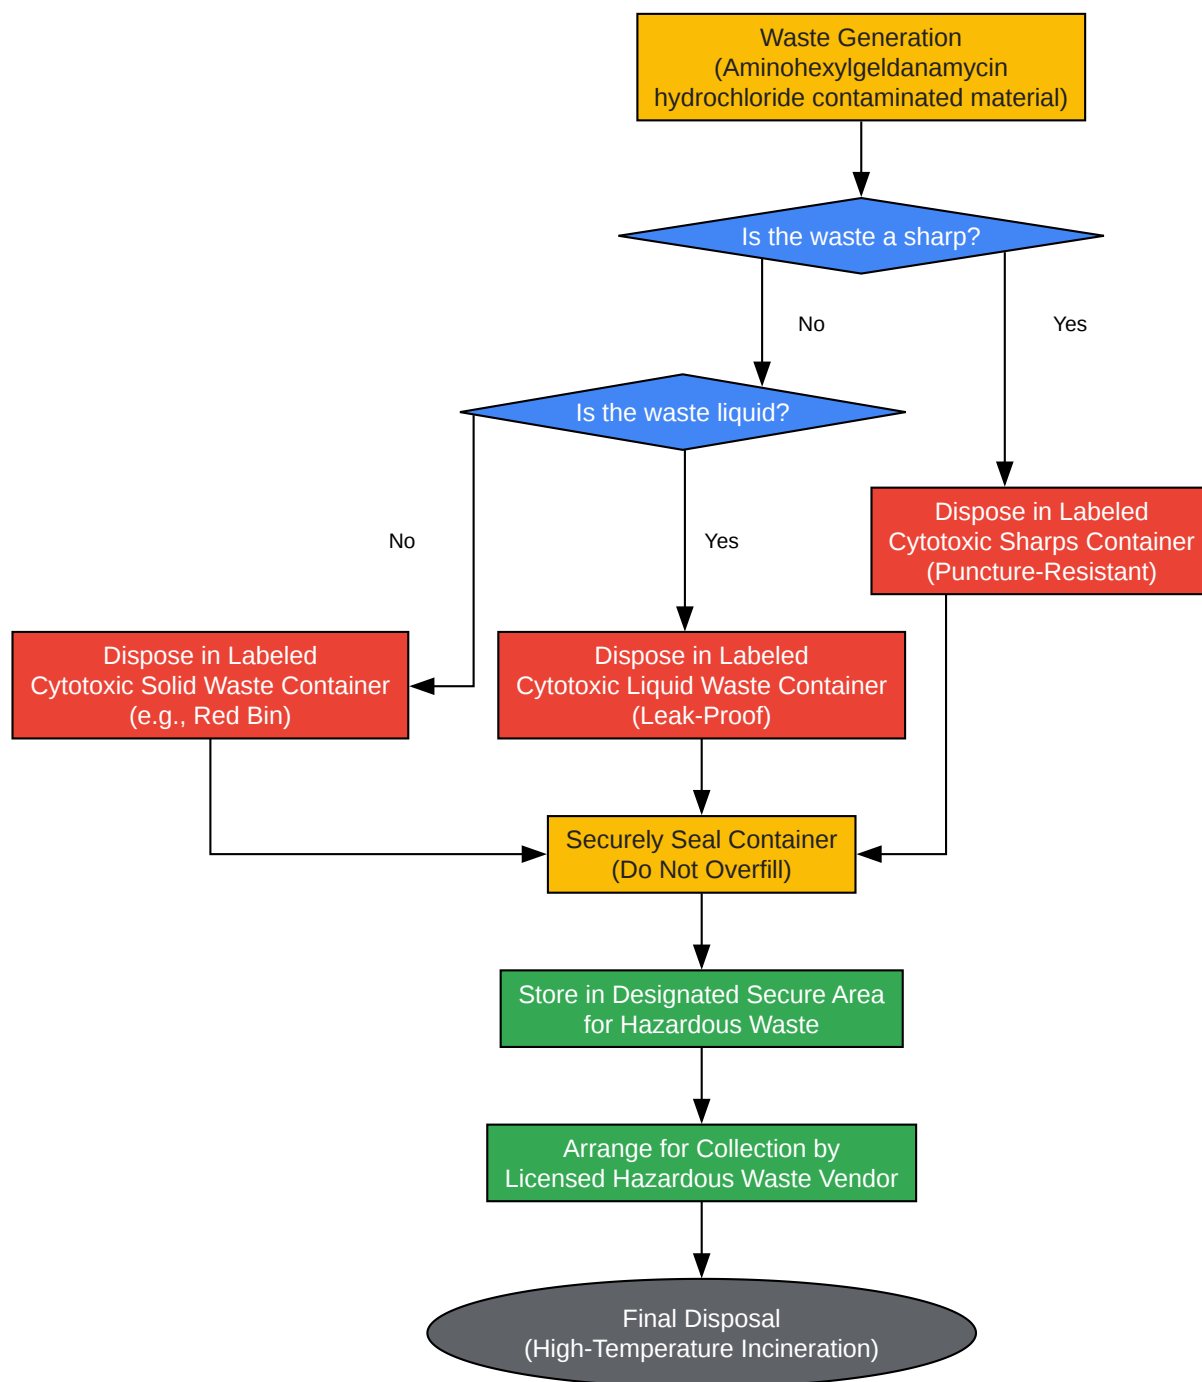 Waste Generation
(Aminohexylgeldanamycin
hydrochloride contaminated material)
Is the waste a sharp?
No
Yes
Is the waste liquid?
Dispose in Labeled
Cytotoxic Sharps Container
(Puncture-Resistant)
No
Yes
Dispose in Labeled
Cytotoxic Solid Waste Container
(e.g., Red Bin)
Dispose in Labeled
Cytotoxic Liquid Waste Container
(Leak-Proof)
Securely Seal Container
(Do Not Overfill)
Store in Designated Secure Area
for Hazardous Waste
Arrange for Collection by
Licensed Hazardous Waste Vendor
Final Disposal
(High-Temperature Incineration)